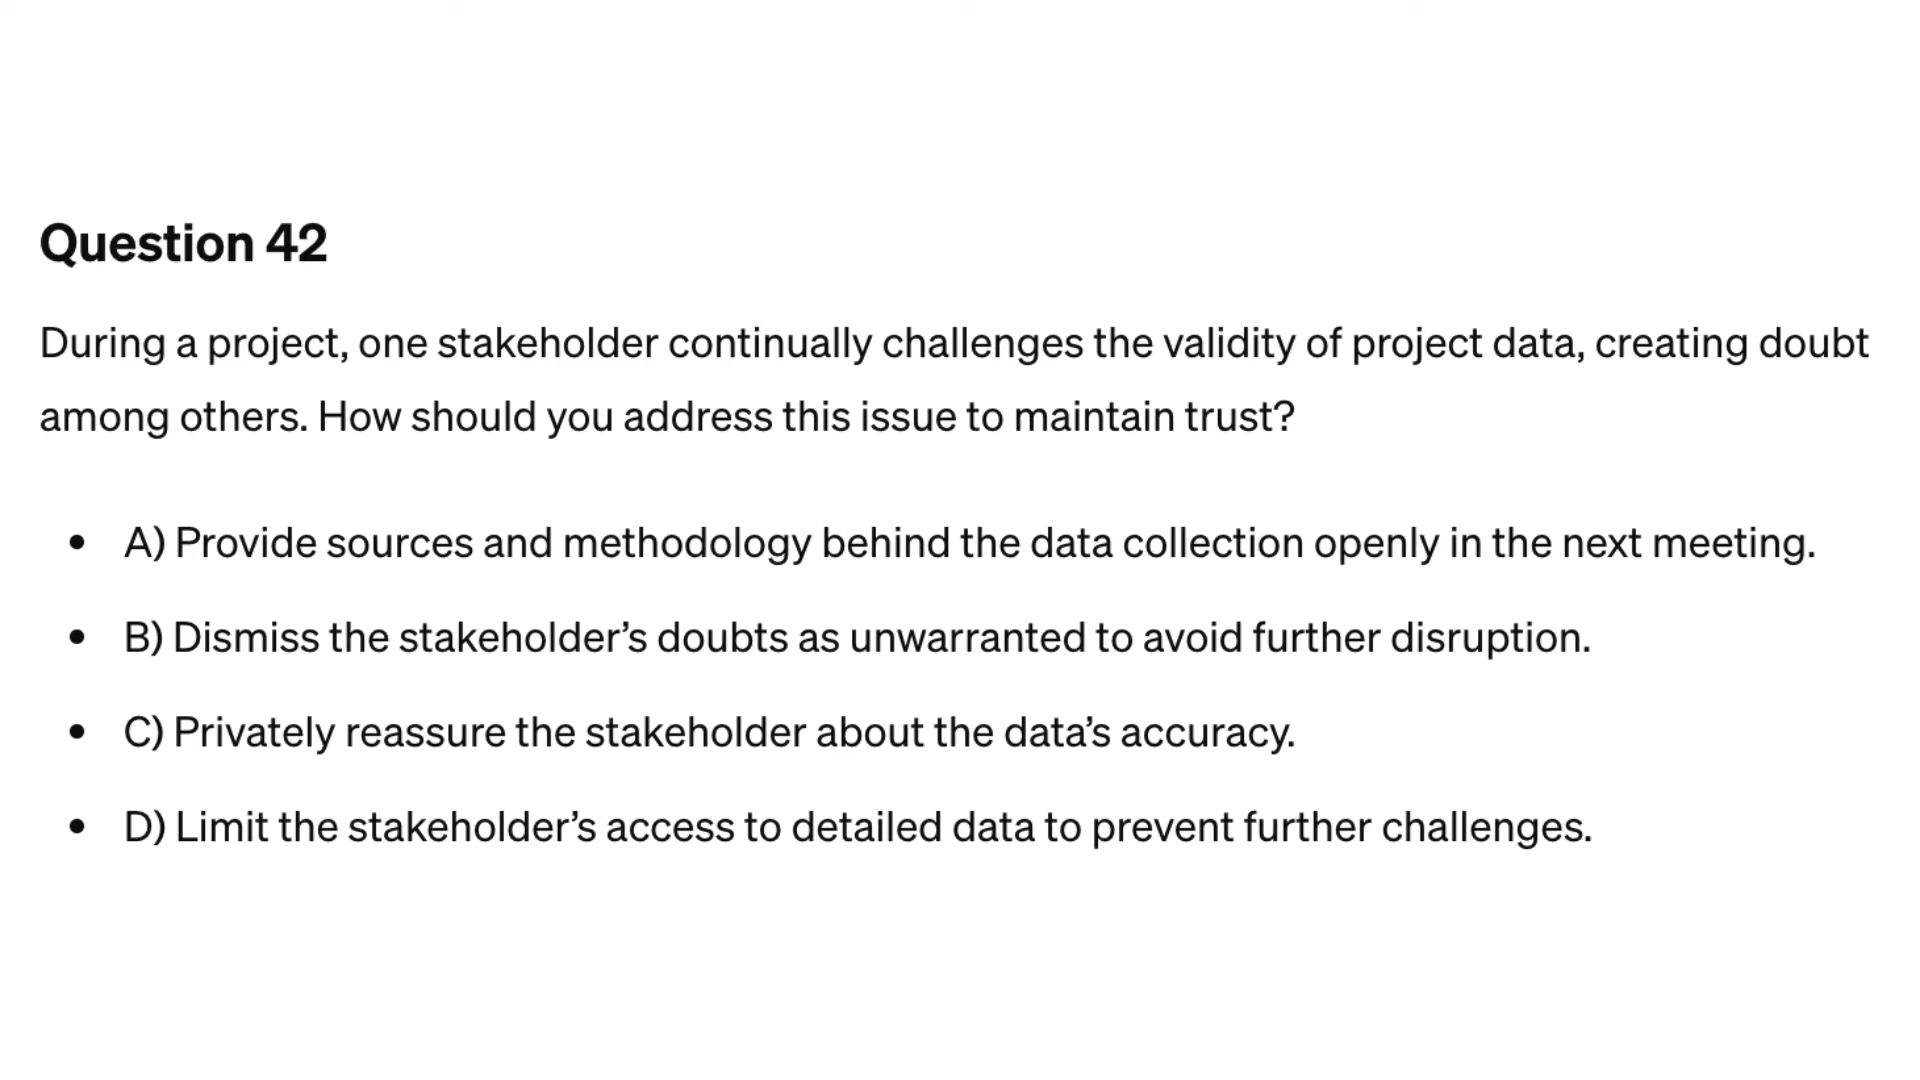 Question 42
During a project, one stakeholder continually challenges the validity of project data, creating doubt
among others. How should you address this issue to maintain trust?
• A) Provide sources and methodology behind the data collection openly in the next meeting.
• B) Dismiss the stakeholder’s doubts as unwarranted to avoid further disruption.
• C) Privately reassure the stakeholder about the data’s accuracy.
• D) Limit the stakeholder’s access to detailed data to prevent further challenges.